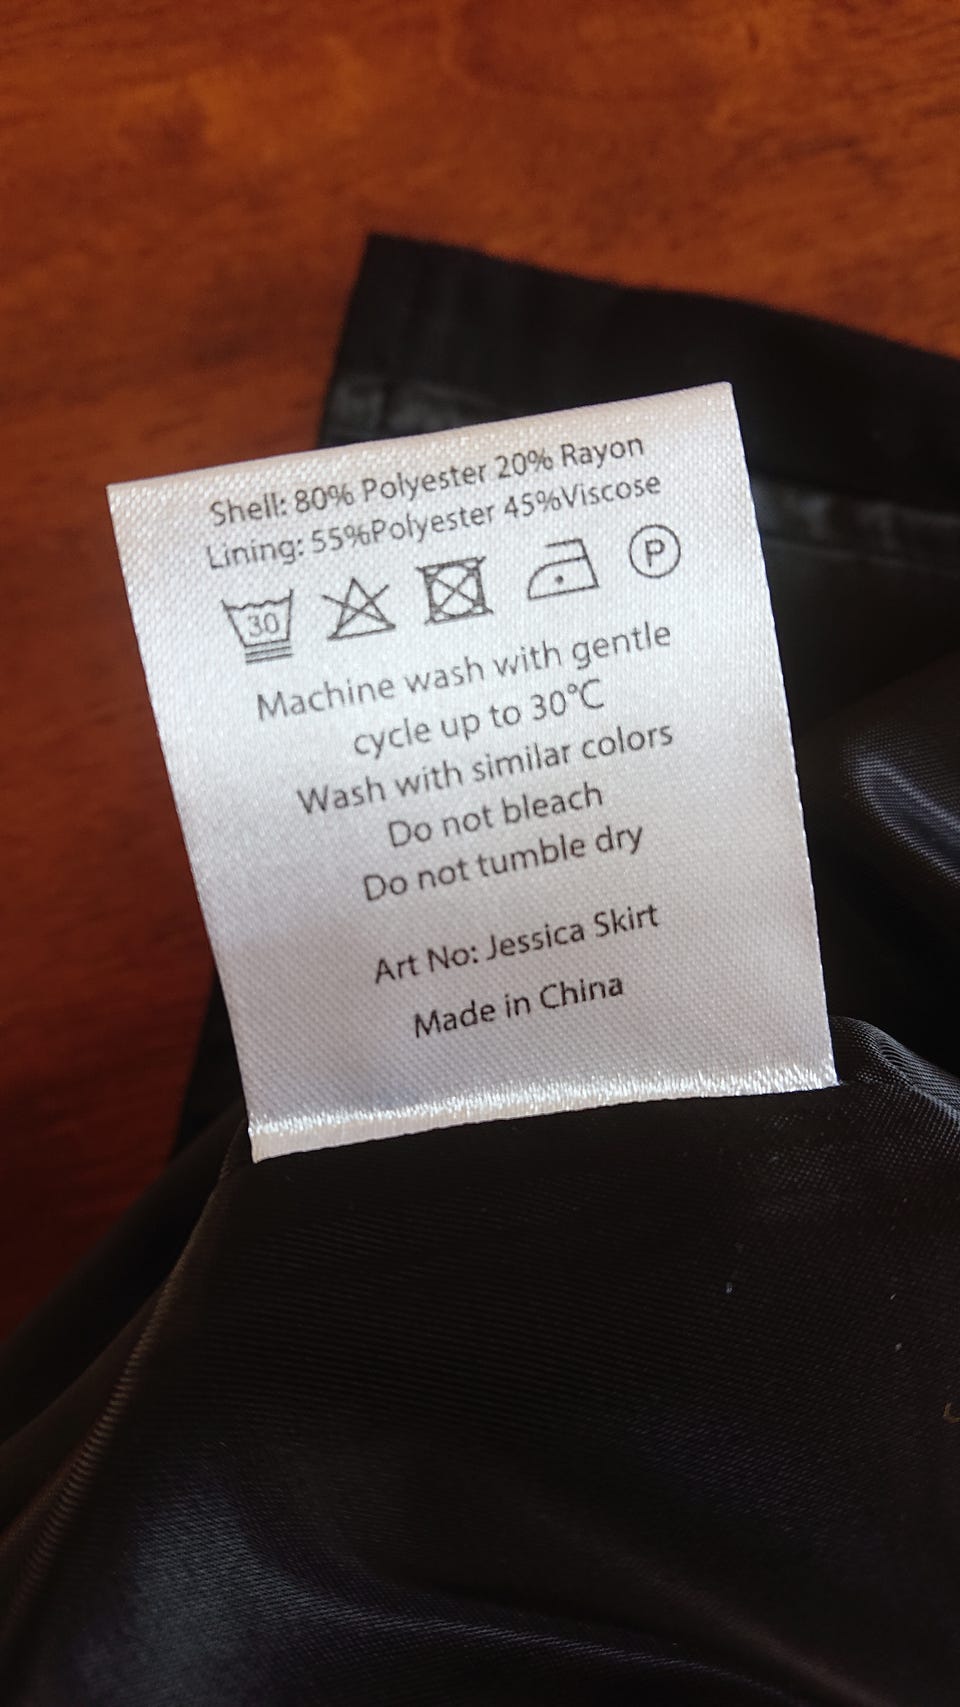 Shell: 80% Polyester 20% Rayon
Lining: 55%Polyester 45%Viscose
30 P
Machine wash with gentle
cycle up to 30°C
Wash with similar colors
Do not bleach
Do not tumble dry
Art No: Jessica Skirt
Made in China